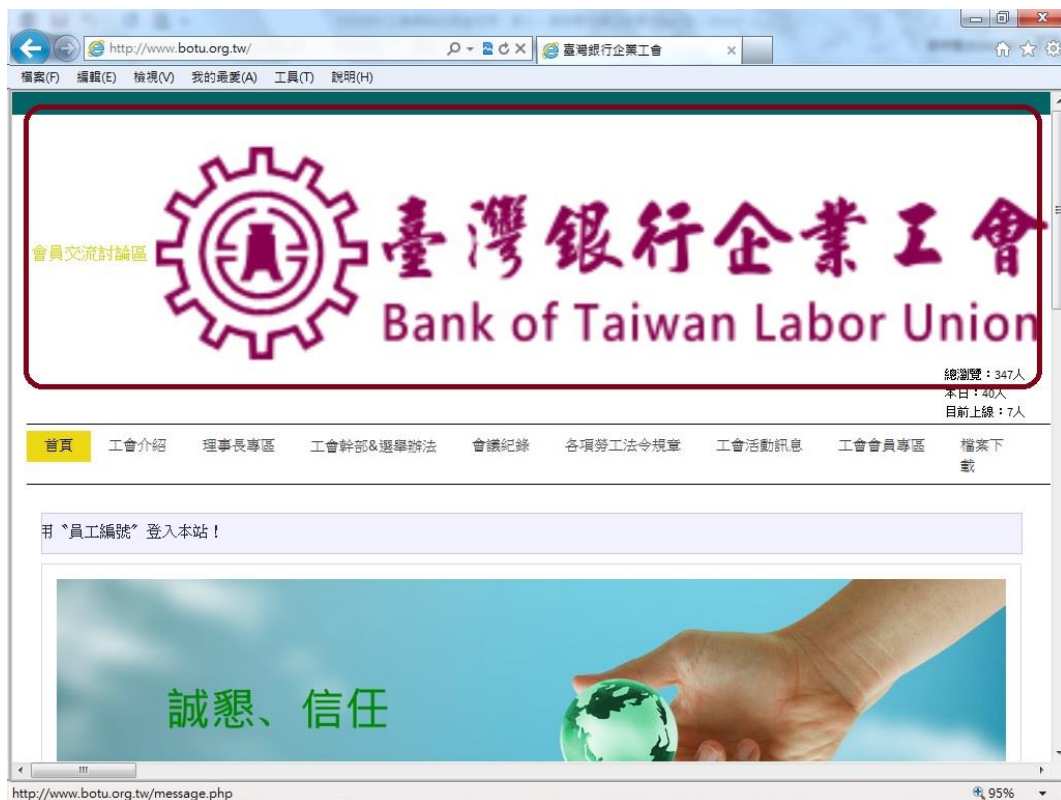 http://www.botu.org.tw/
臺灣銀行企業工會
檔案(F) 編輯(E) 檢視(V) 我的最愛(A) 工具(T) 說明(H)
會員交流討論區
臺灣銀行企業工會
Bank of Taiwan Labor Union
總瀏覽：347人
本日：40人
目前上線：7人
首頁 工會介紹 理事長專區 工會幹部&選舉辦法 會議紀錄 各項勞工法令規章 工會活動訊息 工會會員專區 檔案下
載
用〝員工編號〞登入本站！
誠懇、信任
http://www.botu.org.tw/message.php
95%